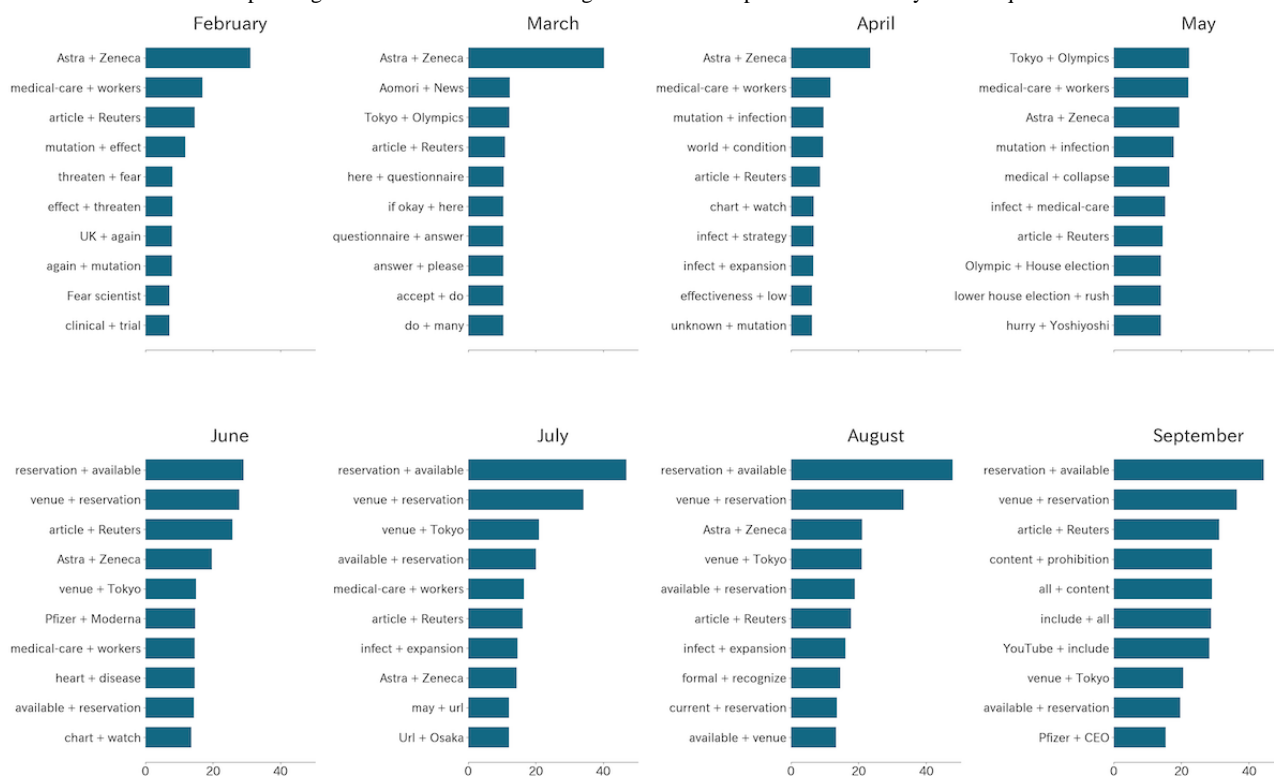 February
Astra + Zeneca
medical-care + workers
article + Reuters
mutation + effect
threaten + fear
effect + threaten
UK + again
again + mutation
Fear scientist
clinical + trial
March
Astra + Zeneca
Aomori + News
Tokyo + Olympics
article + Reuters
here + questionnaire
if okay + here
questionnaire + answer
answer + please
accept + do
do + many
April
Astra + Zeneca
medical-care + workers
mutation + infection
world + condition
article + Reuters
chart + watch
infect + strategy
infect + expansion
effectiveness + low
unknown + mutation
May
Tokyo + Olympics
medical-care + workers
Astra + Zeneca
mutation + infection
medical + collapse
infect + medical-care
article + Reuters
Olympic + House election
lower house election + rush
hurry + Yoshiyoshi
June
reservation + available
venue + reservation
article + Reuters
Astra + Zeneca
venue + Tokyo
Pfizer + Moderna
medical-care + workers
heart + disease
available + reservation
chart + watch
0 20 40
July
reservation + available
venue + reservation
venue + Tokyo
available + reservation
medical-care + workers
article + Reuters
infect + expansion
Astra + Zeneca
may + url
Url + Osaka
0 20 40
August
reservation + available
venue + reservation
Astra + Zeneca
venue + Tokyo
available + reservation
article + Reuters
infect + expansion
formal + recognize
current + reservation
available + venue
0 20 40
September
reservation + available
venue + reservation
article + Reuters
content + prohibition
all + content
include + all
YouTube + include
venue + Tokyo
available + reservation
Pfizer + CEO
0 20 40